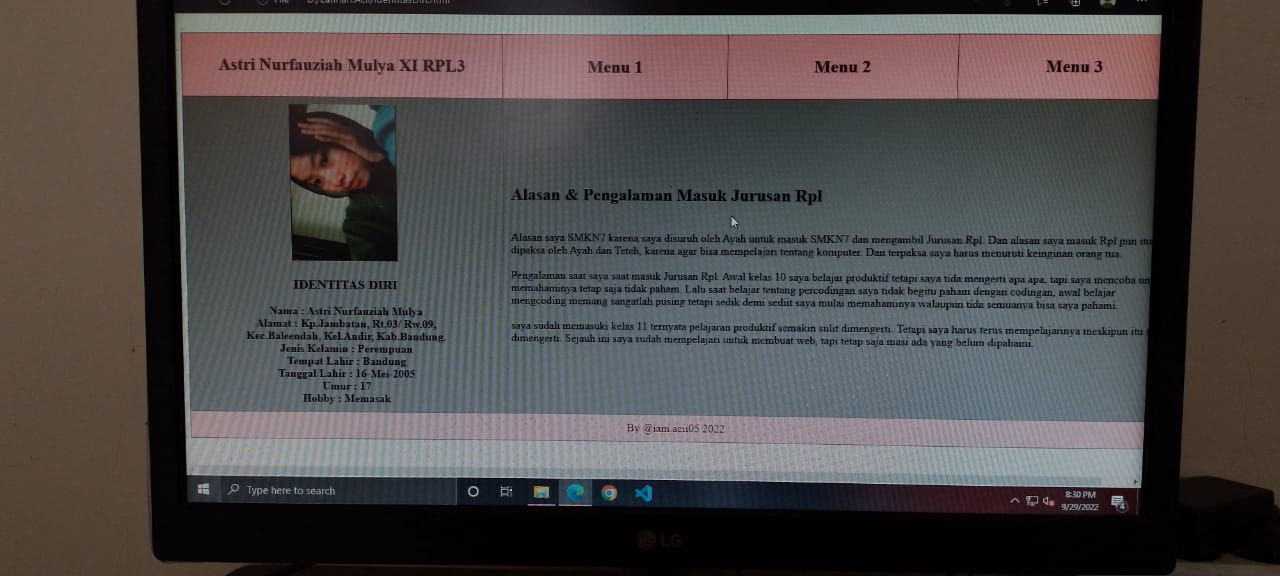 Astri Nurfauziah Mulya XI RPL3
Menu 1
Menu 2
Menu 3
IDENTITAS DIRI
Nama : Astri Nurfauziah Mulya
Alamat : Kp.Jambatan, Rt.03/ Rw.09,
Kec.Baleendah, Kel.Andir, Kab.Bandung.
Jenis Kelamin : Perempuan
Tempat Lahir : Bandung
Tanggal Lahir : 16-Mei-2005
Umur : 17
Hobby : Memasak
Alasan & Pengalaman Masuk Jurusan Rpl
Alasan saya SMKN7 karena saya disuruh oleh Ayah untuk masuk SMKN7 dan mengambil Jurusan Rpl. Dan alasan saya masuk Rpl pun itu
dipaksa oleh Ayah dan Teteh, karena agar bisa mempelajari tentang komputer. Dan terpaksa saya harus menuruti keinginan orang tua.
Pengalaman saat saya saat masuk Jurusan Rpl. Awal kelas 10 saya belajar produktif tetapi saya tida mengerti apa apa, tapi saya mencoba un
memahaminya tetap saja tidak paham. Lalu saat belajar tentang percodingan saya tidak begitu paham dengan codingan, awal belajar
mengcoding memang sangatlah pusing tetapi sedik demi sediit saya mulai memahaminya walaupun tida semuanya bisa saya pahami.
saya sudah memasuki kelas 11 ternyata pelajaran produktif semakin sulit dimengerti. Tetapi saya harus terus mempelajarinya meskipun itu
dimengerti. Sejauh ini saya sudah mempelajari untuk membuat web, tapi tetap saja masi ada yang belum dipahami.
By @iam.acii05 2022
Type here to search
8:30 PM
9/29/2022
4
LG